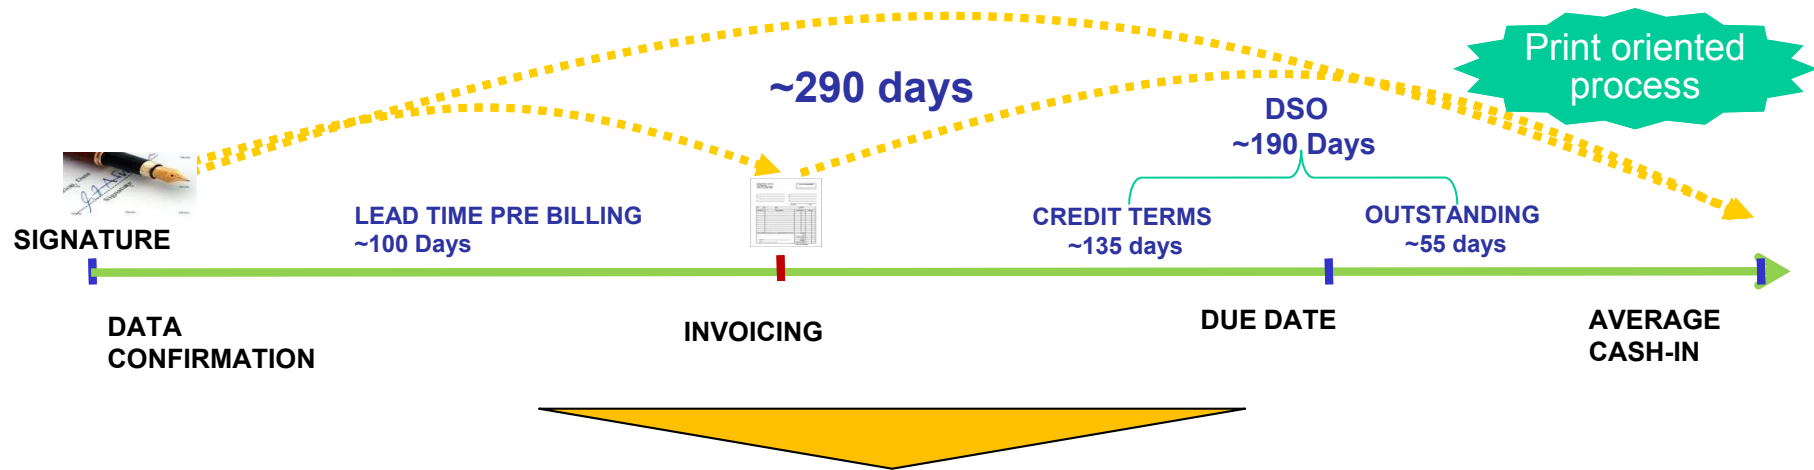 Print oriented
process
~290 days
DSO
~190 Days
LEAD TIME PRE BILLING
~100 Days
CREDIT TERMS
~135 days
OUTSTANDING
~55 days
SIGNATURE
DATA
CONFIRMATION
INVOICING
DUE DATE
AVERAGE
CASH-IN